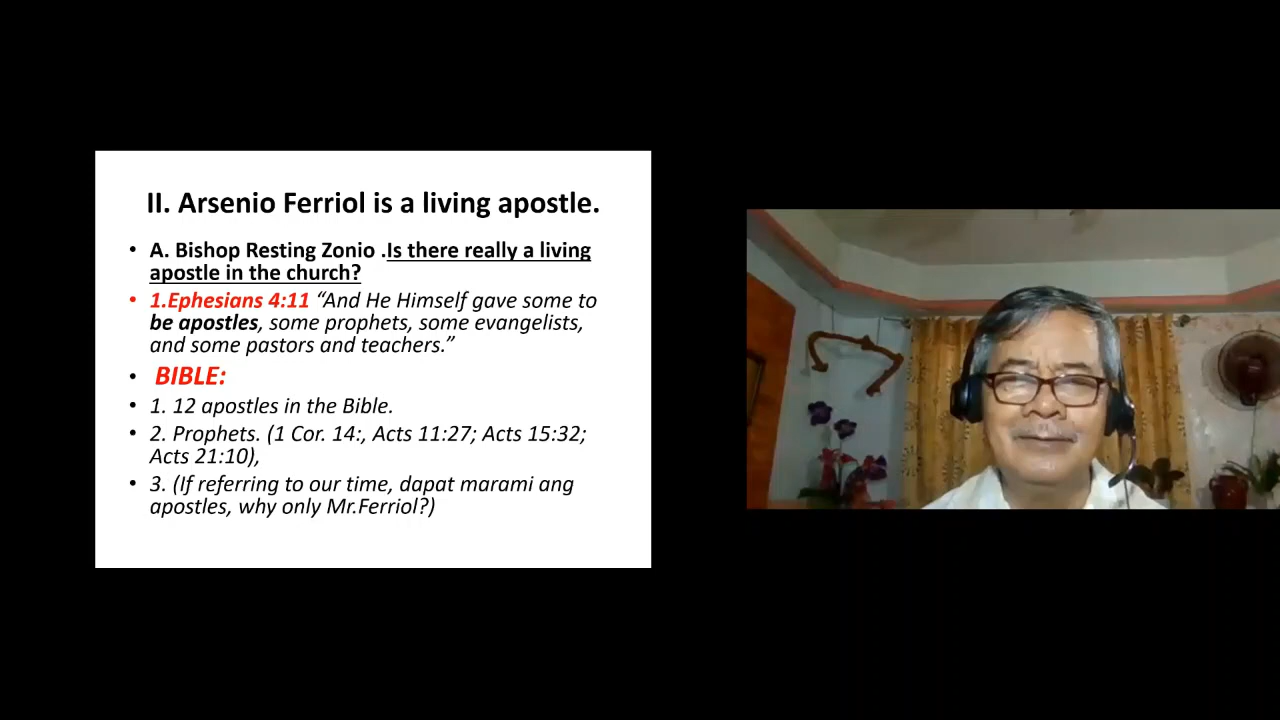 II. Arsenio Ferriol is a living apostle.
• A. Bishop Resting Zonio .Is there really a living
apostle in the church?
• 1.Ephesians 4:11 “And He Himself gave some to
be apostles, some prophets, some evangelists,
and some pastors and teachers.”
• BIBLE:
• 1. 12 apostles in the Bible.
• 2. Prophets. (1 Cor. 14:, Acts 11:27; Acts 15:32;
Acts 21:10),
• 3. (If referring to our time, dapat marami ang
apostles, why only Mr.Ferriol?)